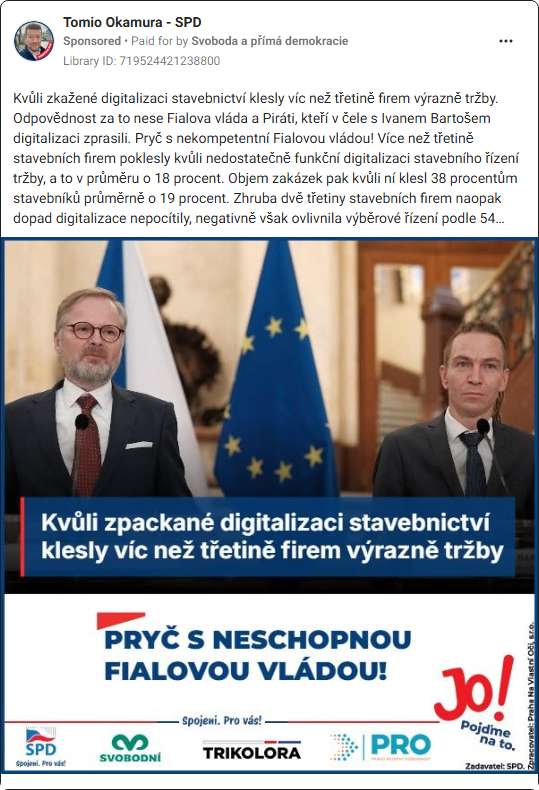 Tomio Okamura - SPD
Sponsored • Paid for by Svoboda a přímá demokracie
Library ID: 719524421238800
Kvůli zkažené digitalizaci stavebnictví klesly víc než třetině firem výrazně tržby.
Odpovědnost za to nese Fialova vláda a Piráti, kteří v čele s Ivanem Bartošem
digitalizaci zprasili. Pryč s nekompetentní Fialovou vládou! Více než třetině
stavebních firem poklesly kvůli nedostatečně funkční digitalizaci stavebního řízení
tržby, a to v průměru o 18 procent. Objem zakázek pak kvůli ní klesl 38 procentům
stavebníků průměrně o 19 procent. Zhruba dvě třetiny stavebních firem naopak
dopad digitalizace nepocítily, negativně však ovlivnila výběrové řízení podle 54...
Kvůli zpackané digitalizaci stavebnictví
klesly víc než třetině firem výrazně tržby
PRYČ S NESCHOPNOU
FIALOVOU VLÁDOU!
Jo!
Pojďme
na to.
Spojeni. Pro vás!
SPD
Spojeni. Pro vás!
SVOBODNÍ
TRIKOLORA
PRO
Zadavatel: SPD.
Zpracovatel: Praha Na Vlastní Oči, s.r.o.